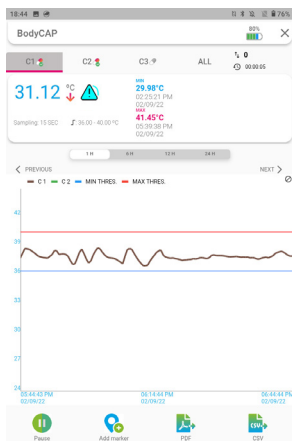 18:44 76%
BodyCAP 80%
C1 C2 C3 ALL 0
00:00:05
31.12 °C
MIN
29.98°C
02:25:21 PM
02/09/22
MAX
41.45°C
05:39:38 PM
02/09/22
Sampling: 15 SEC 36.00 - 40.00 °C
1 H 6 H 12 H 24 H
PREVIOUS NEXT
C 1 C 2 MIN THRES. MAX THRES.
42
39
36
33
30
27
24
05:44:43 PM 06:14:44 PM 06:44:44 PM
02/09/22 02/09/22 02/09/22
Pause Add marker PDF CSV